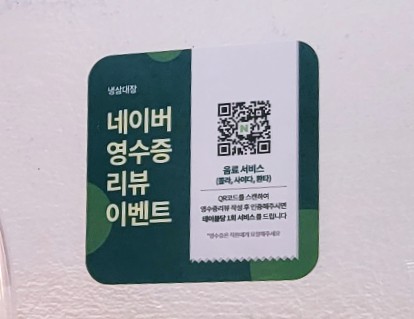 냉삼대장
네이버
영수증
리뷰
이벤트
N
음료 서비스
(콜라, 사이다, 환타)
QR코드를 스캔하여
영수증리뷰 작성 후 인증해주시면
테이블당 1회 서비스를 드립니다
*영수증은 직원에게 요청해주세요